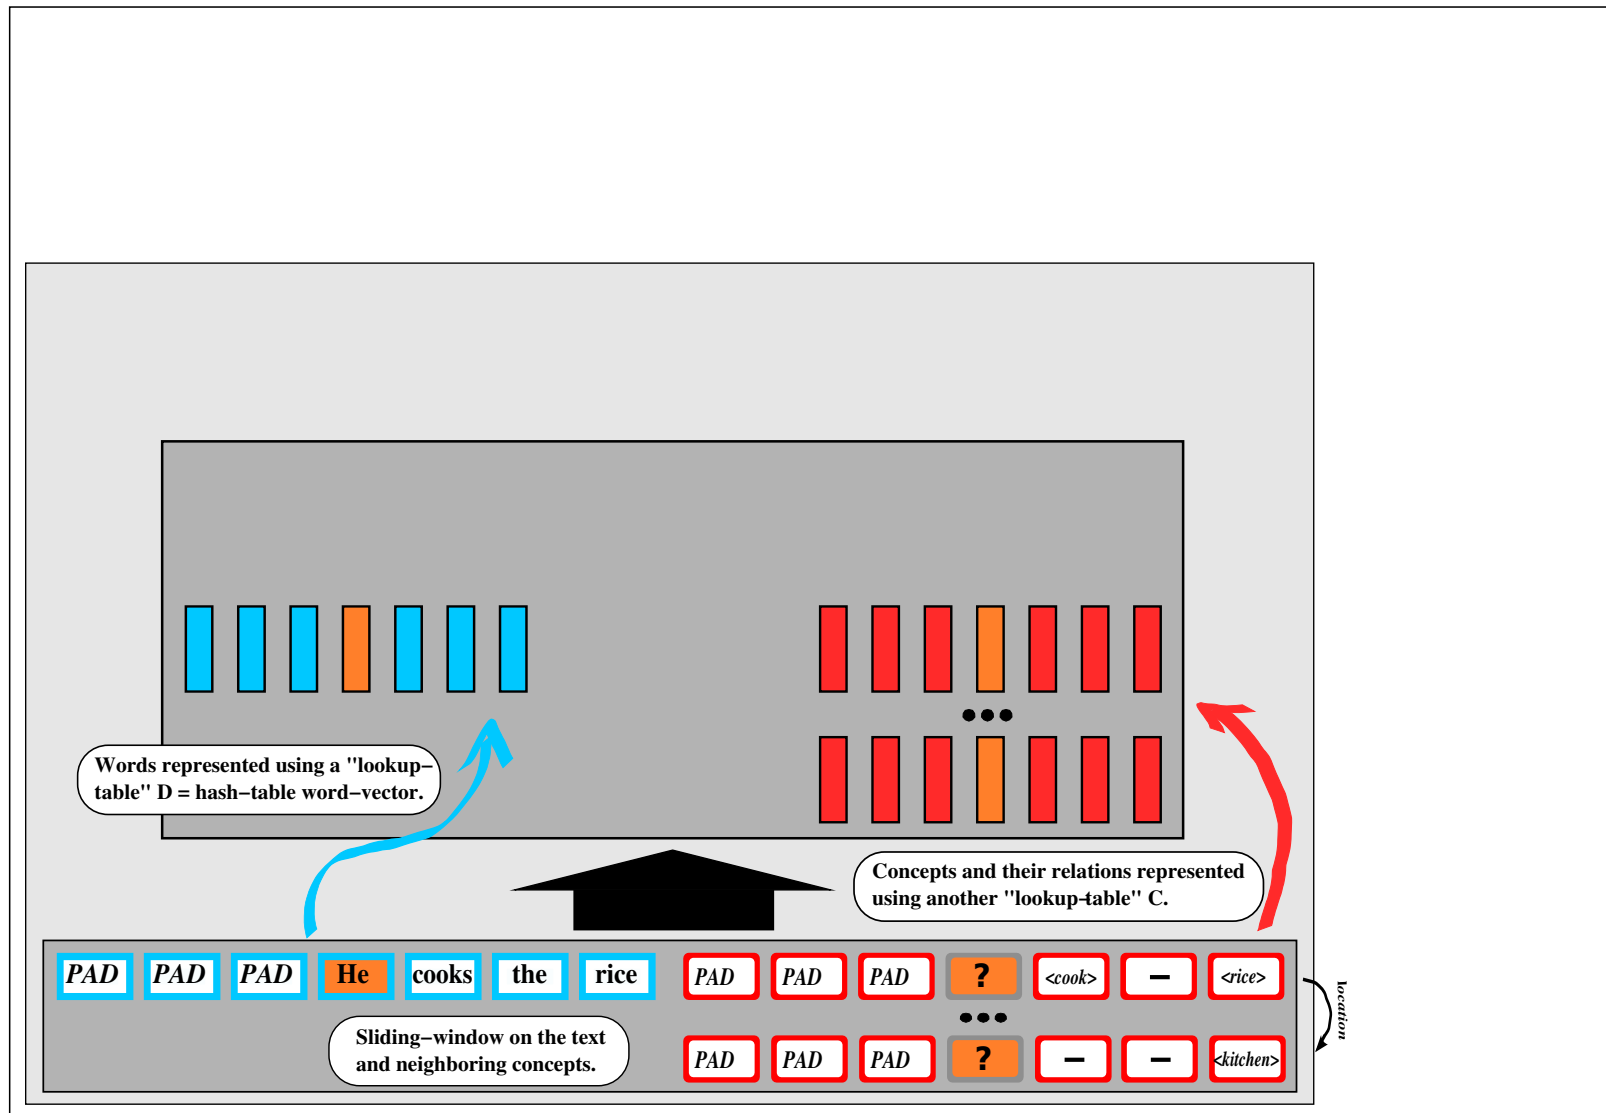 Words represented using a "lookup–
table" D = hash–table word–vector.
Concepts and their relations represented
using another "lookup-table" C.
PAD PAD PAD He cooks the rice PAD PAD PAD ? <cook> – <rice>
location
Sliding–window on the text
and neighboring concepts.
PAD PAD PAD ? – – <kitchen>